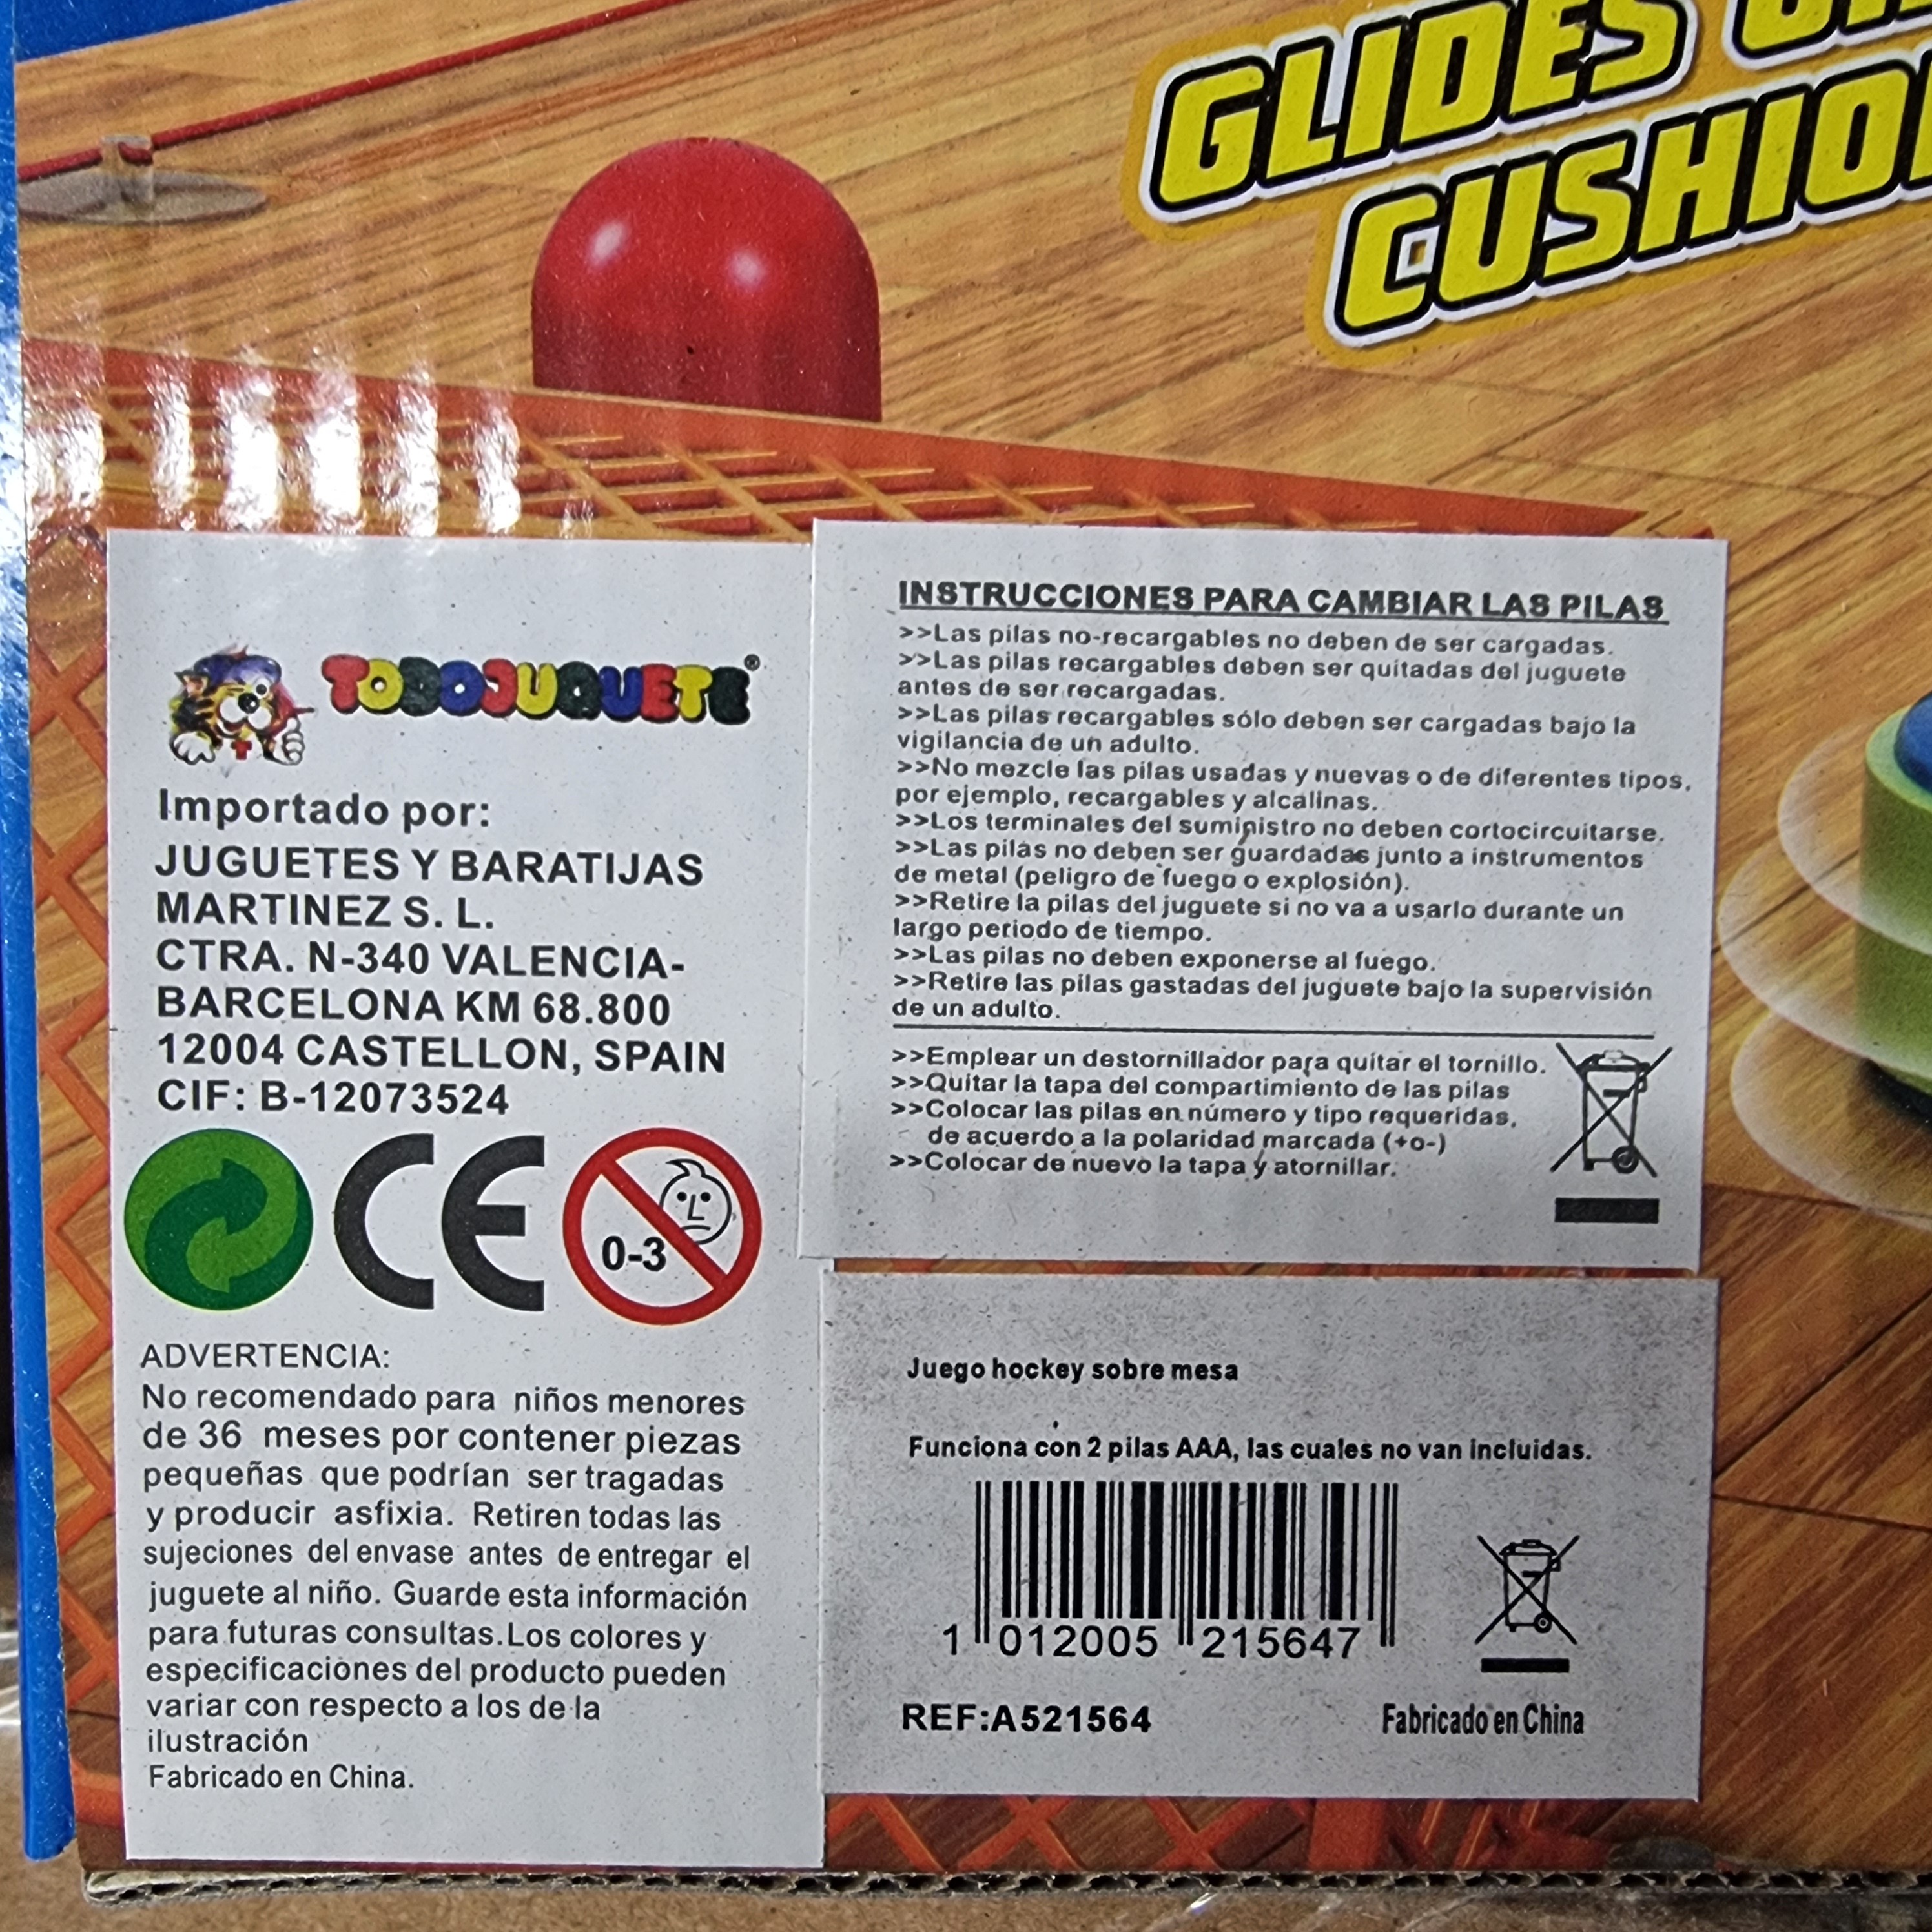 GLIDES
CUSHIO
TODOJUGUETE®
Importado por:
JUGUETES Y BARATIJAS
MARTINEZ S. L.
CTRA. N-340 VALENCIA-
BARCELONA KM 68.800
12004 CASTELLON, SPAIN
CIF: B-12073524
CE
0-3
ADVERTENCIA:
No recomendado para niños menores
de 36 meses por contener piezas
pequeñas que podrían ser tragadas
y producir asfixia. Retiren todas las
sujeciones del envase antes de entregar el
juguete al niño. Guarde esta información
para futuras consultas.Los colores y
especificaciones del producto pueden
variar con respecto a los de la
ilustración
Fabricado en China.
INSTRUCCIONES PARA CAMBIAR LAS PILAS
>>Las pilas no-recargables no deben de ser cargadas.
>>Las pilas recargables deben ser quitadas del juguete
antes de ser recargadas.
>>Las pilas recargables sólo deben ser cargadas bajo la
vigilancia de un adulto.
>>No mezcle las pilas usadas y nuevas o de diferentes tipos,
por ejemplo, recargables y alcalinas.
>>Los terminales del suministro no deben cortocircuitarse.
>>Las pilas no deben ser guardadas junto a instrumentos
de metal (peligro de fuego o explosión).
>>Retire la pilas del juguete si no va a usarlo durante un
largo periodo de tiempo.
>>Las pilas no deben exponerse al fuego.
>>Retire las pilas gastadas del juguete bajo la supervisión
de un adulto.
>>Emplear un destornillador para quitar el tornillo.
>>Quitar la tapa del compartimiento de las pilas
>>Colocar las pilas en número y tipo requeridas,
de acuerdo a la polaridad marcada (+o-)
>>Colocar de nuevo la tapa y atornillar.
Juego hockey sobre mesa
Funciona con 2 pilas AAA, las cuales no van incluidas.
1 012005 215647
REF:A521564
Fabricado en China